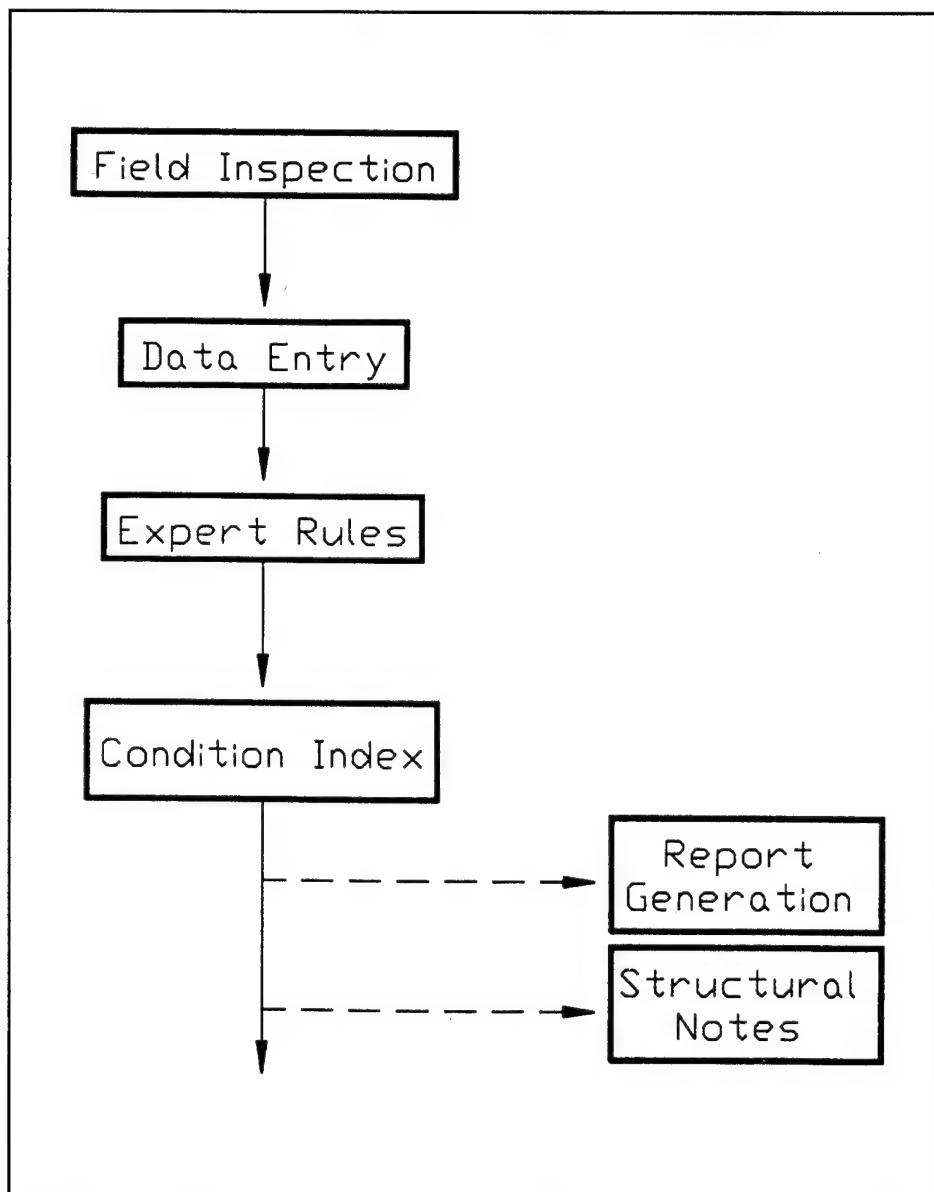 Field Inspection
Data Entry
Expert Rules
Condition Index
Report
Generation
Structural
Notes